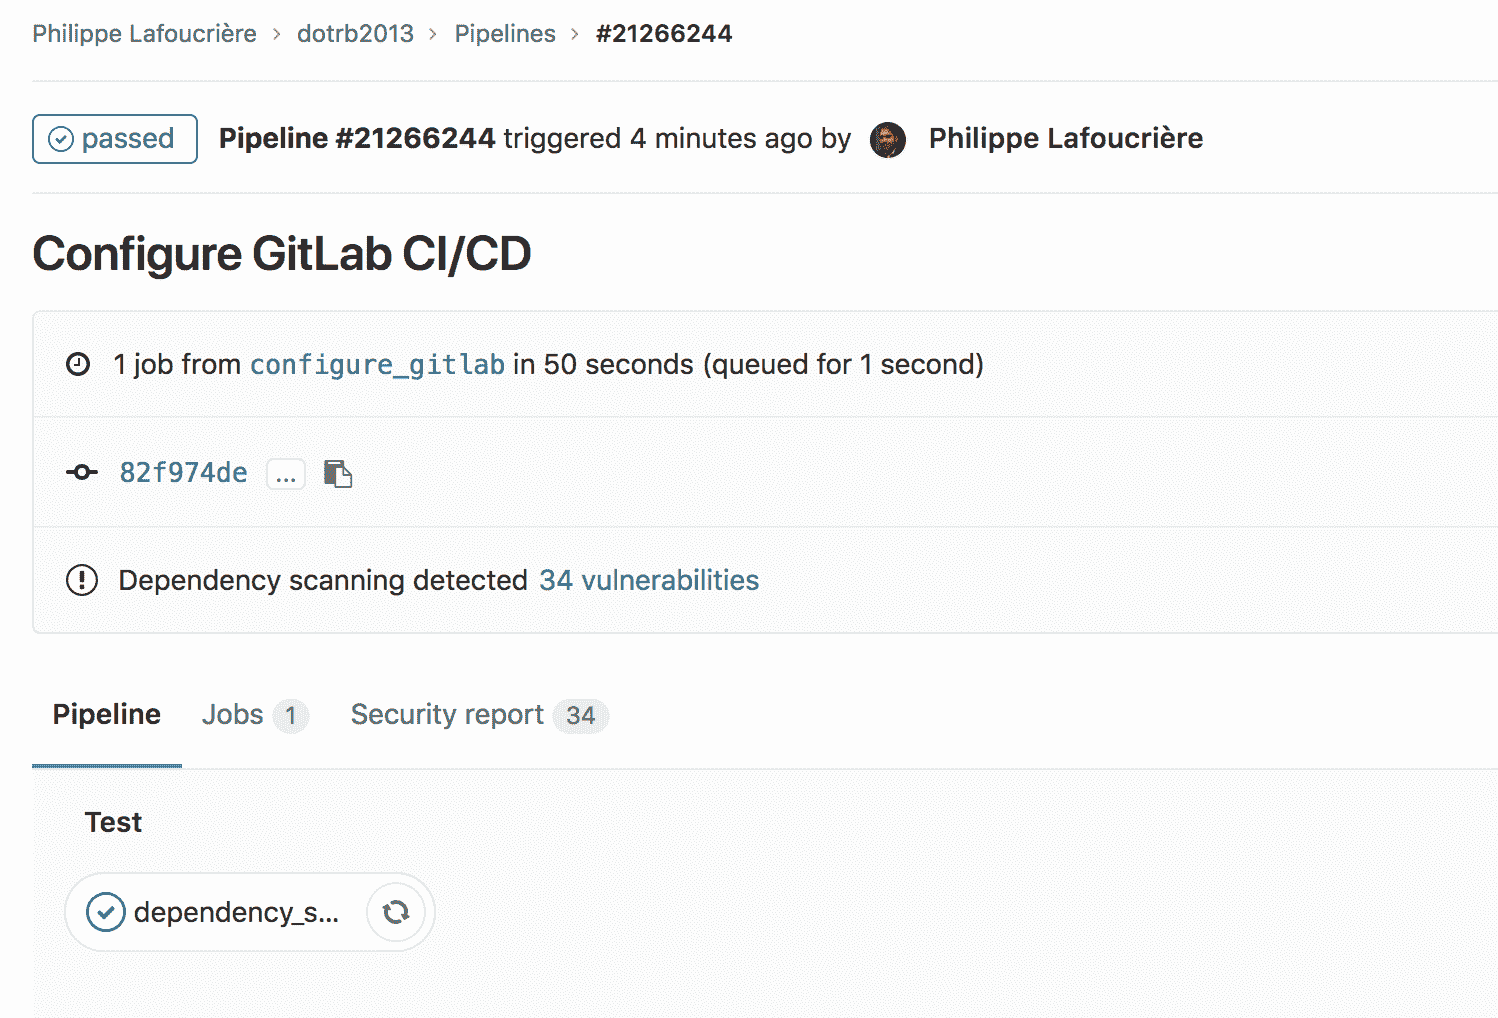 Philippe Lafoucrière > dotrb2013 > Pipelines > #21266244
passed Pipeline #21266244 triggered 4 minutes ago by Philippe Lafoucrière
Configure GitLab CI/CD
1 job from configure_gitlab in 50 seconds (queued for 1 second)
82f974de ...
Dependency scanning detected 34 vulnerabilities
Pipeline Jobs 1 Security report 34
Test
dependency_s...